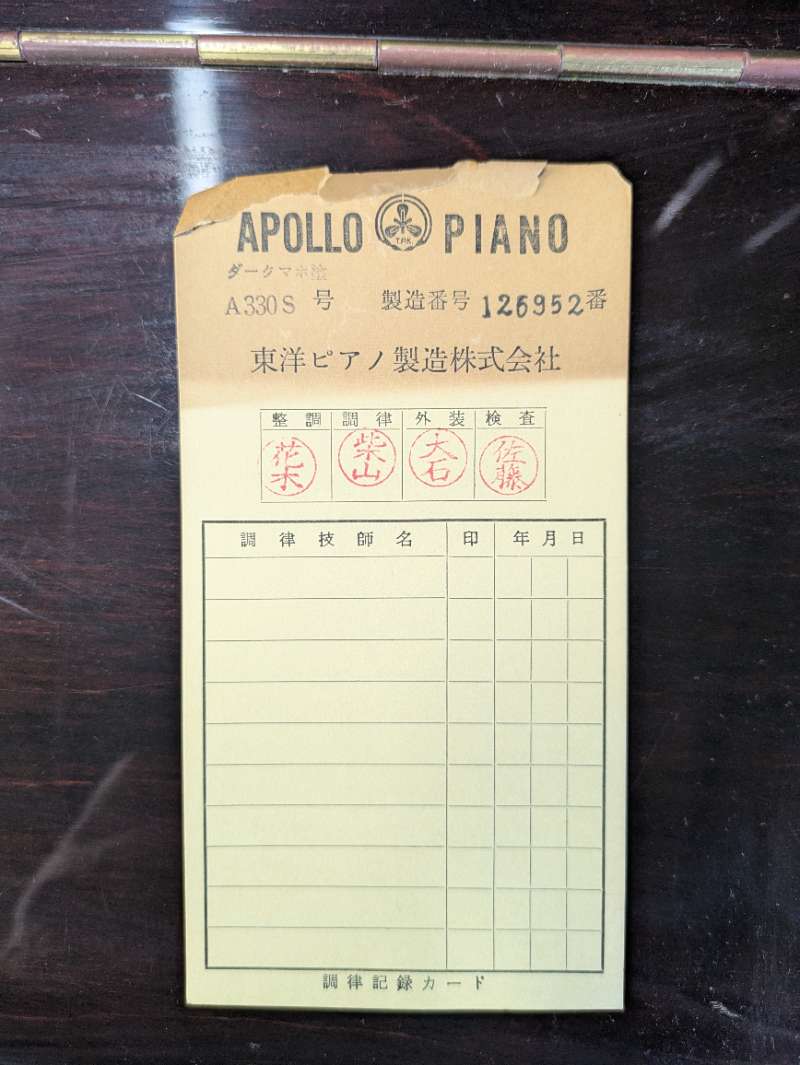 APOLLO T.P.K. PIANO
ダークマホ塗
A330S 号 製造番号 126952番
東洋ピアノ製造株式会社
整調 調律 外装 検査
花木 柴山 大石 佐藤
調律技師名 印 年月日
調律記録カード